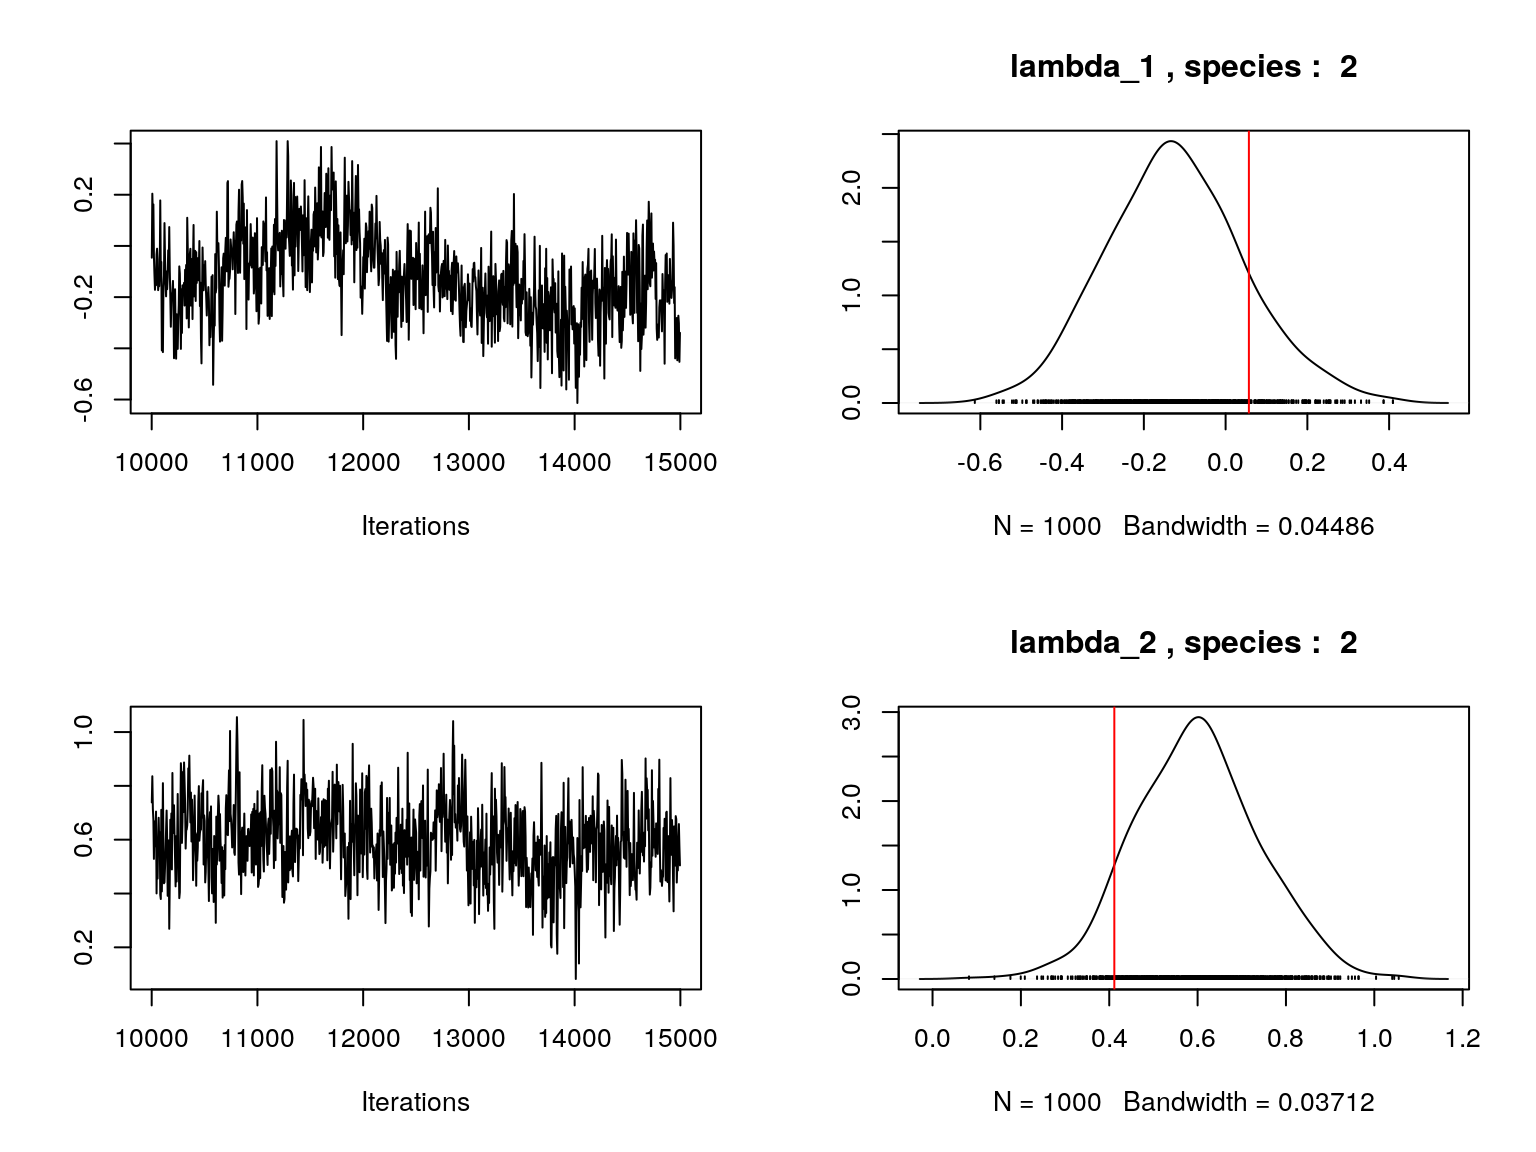 lambda_1 , species :  2
0.2
-0.2
-0.6
10000 11000 12000 13000 14000 15000
Iterations
2.0
1.0
0.0
-0.6 -0.4 -0.2 0.0 0.2 0.4
N = 1000   Bandwidth = 0.04486
lambda_2 , species :  2
1.0
0.6
0.2
10000 11000 12000 13000 14000 15000
Iterations
3.0
2.0
1.0
0.0
0.0 0.2 0.4 0.6 0.8 1.0 1.2
N = 1000   Bandwidth = 0.03712